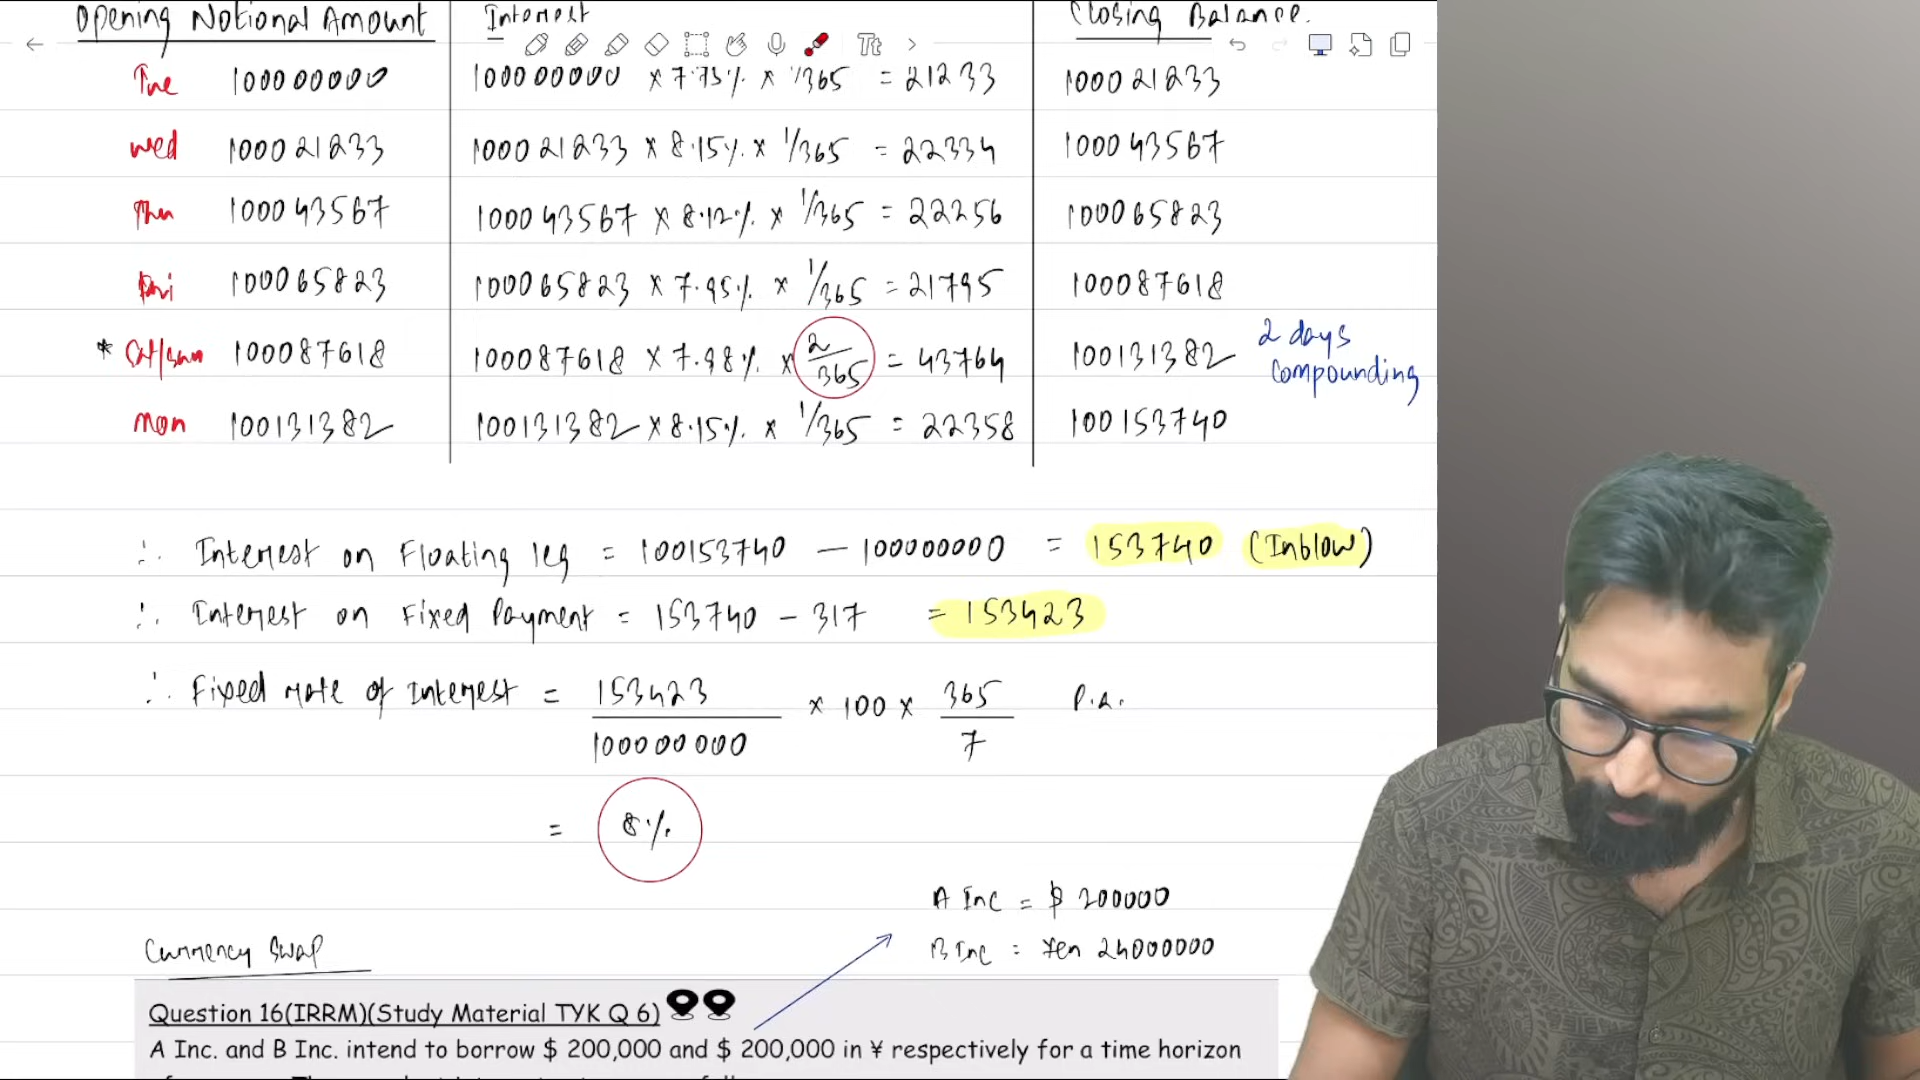 Opening Notional Amount Interest Closing Balance.
Tt
Tue 100000000 100000000 x 7.75% x 1/365 = 21233 100021233
wed 100021233 100021233 x 8.15% x 1/365 = 22334 100043567
Thu 100043567 100043567 x 8.12% x 1/365 = 22256 100065823
Fri 100065823 100065823 x 7.95% x 1/365 = 21795 100087618
* Sat/sun 100087618 100087618 x 7.98% x 2/365 = 43764 100131382 2 days compounding
Mon 100131382 100131382 x 8.15% x 1/365 = 22358 100153740
∴ Interest on Floating leg = 100153740 – 100000000 = 153740 (Inflow)
∴ Interest on Fixed Payment = 153740 – 317 = 153423
∴ Fixed rate of Interest = 153423/100000000 x 100 x 365/7 P.a.
= 8%
A Inc = $ 200000
B Inc = Yen 24000000
Currency Swap
Question 16(IRRM)(Study Material TYK Q 6)
A Inc. and B Inc. intend to borrow $ 200,000 and $ 200,000 in ¥ respectively for a time horizon